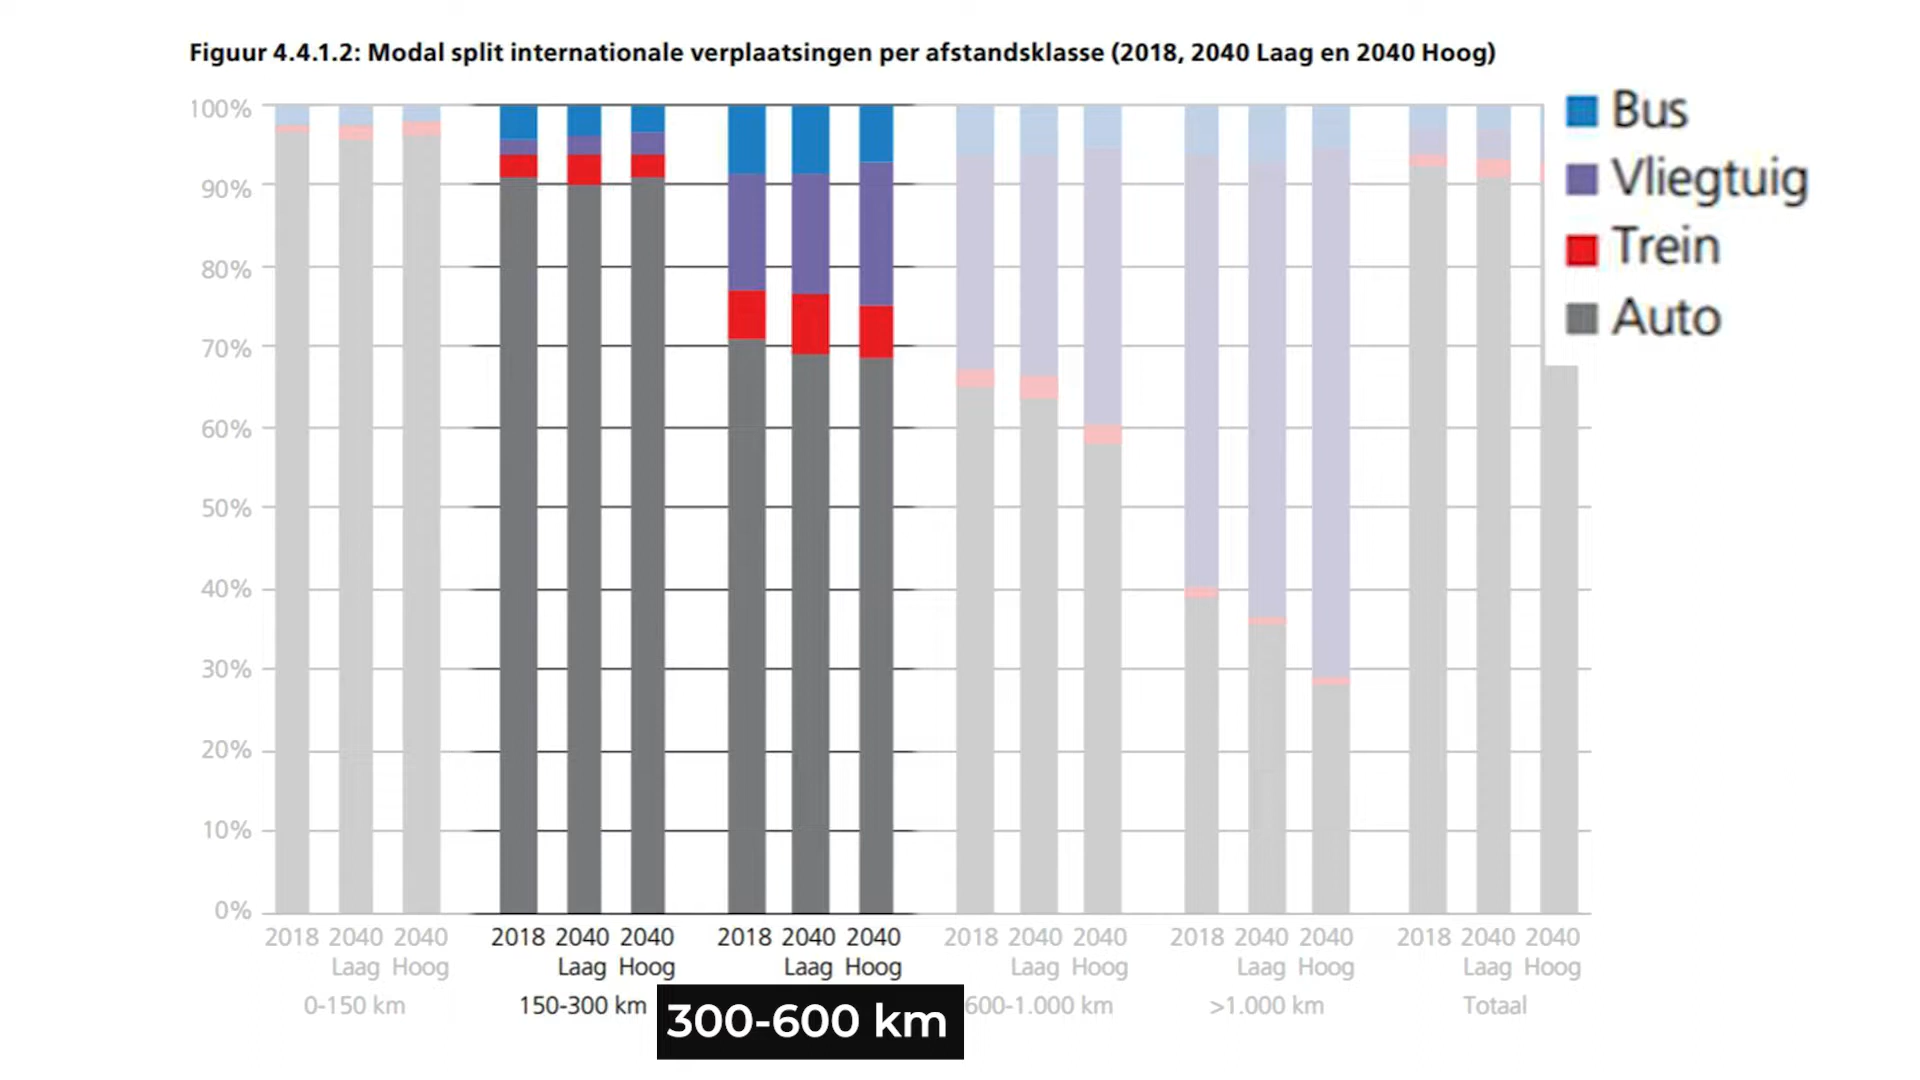 Figuur 4.4.1.2: Modal split internationale verplaatsingen per afstandsklasse (2018, 2040 Laag en 2040 Hoog)
Bus
Vliegtuig
Trein
Auto
100%
90%
80%
70%
60%
50%
40%
30%
20%
10%
0%
2018 2040 2040 2018 2040 2040 2018 2040 2040 2018 2040 2040 2018 2040 2040 2018 2040 2040
Laag Hoog Laag Hoog Laag Hoog Laag Hoog Laag Hoog Laag Hoog
0-150 km 150-300 km 300-600 km 600-1.000 km >1.000 km Totaal